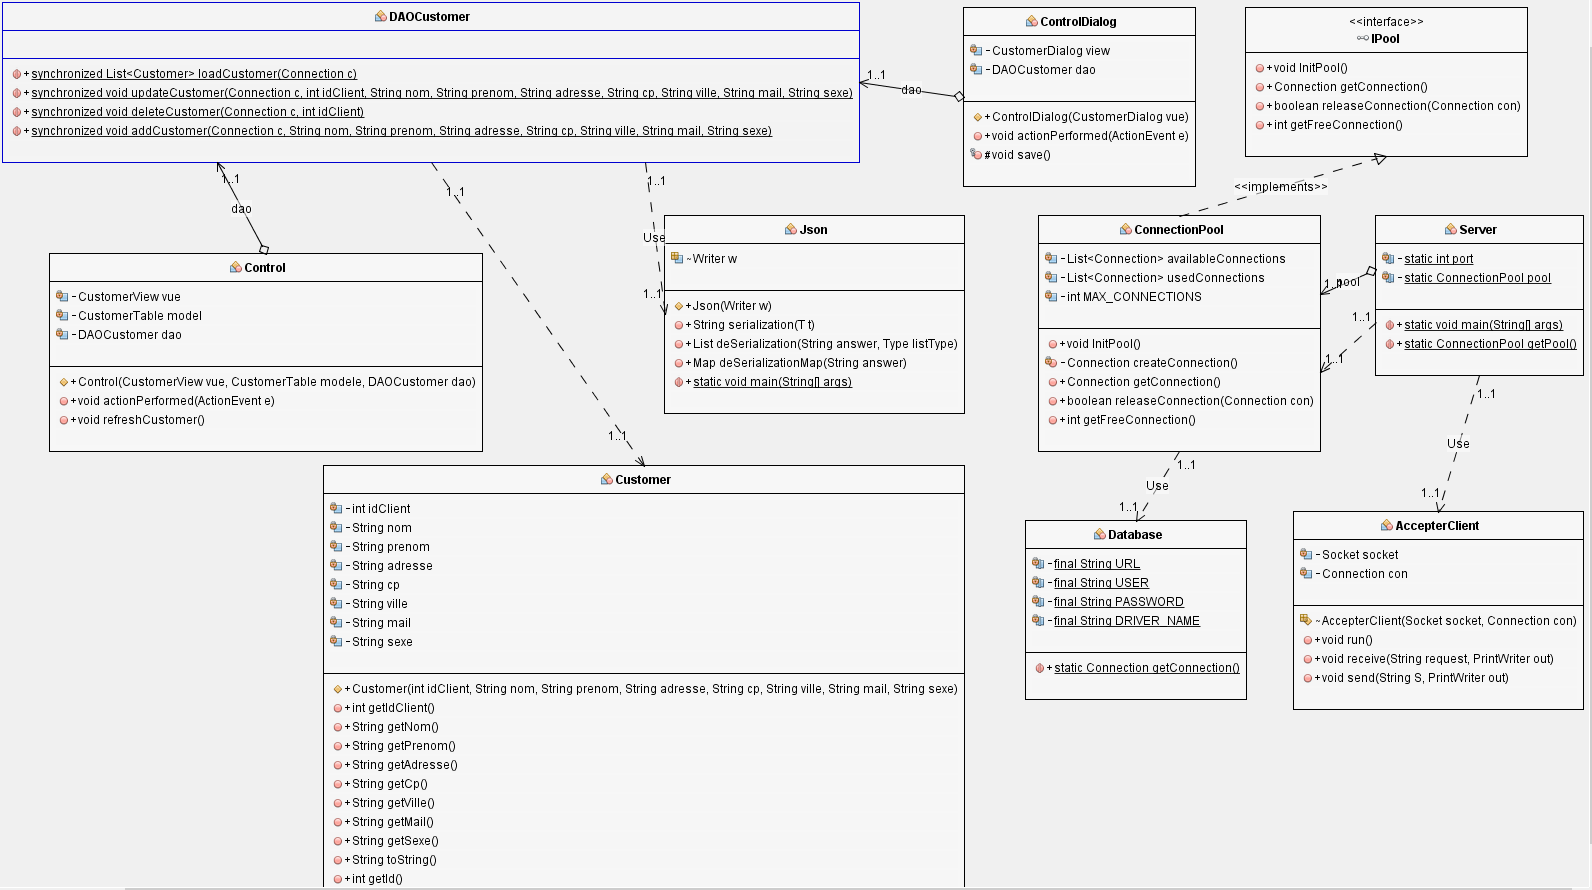 DAOCustomer
+ synchronized List<Customer> loadCustomer(Connection c)
+ synchronized void updateCustomer(Connection c, int idClient, String nom, String prenom, String adresse, String cp, String ville, String mail, String sexe)
+ synchronized void deleteCustomer(Connection c, int idClient)
+ synchronized void addCustomer(Connection c, String nom, String prenom, String adresse, String cp, String ville, String mail, String sexe)
1..1
dao
ControlDialog
- CustomerDialog view
- DAOCustomer dao
+ ControlDialog(CustomerDialog vue)
+ void actionPerformed(ActionEvent e)
# void save()
<<interface>>
IPool
+ void InitPool()
+ Connection getConnection()
+ boolean releaseConnection(Connection con)
+ int getFreeConnection()
<<implements>>
1..1
dao
1..1
1..1
1..1
Use
1..1
Control
- CustomerView vue
- CustomerTable model
- DAOCustomer dao
+ Control(CustomerView vue, CustomerTable modele, DAOCustomer dao)
+ void actionPerformed(ActionEvent e)
+ void refreshCustomer()
Json
~ Writer w
+ Json(Writer w)
+ String serialization(T t)
+ List deSerialization(String answer, Type listType)
+ Map deSerializationMap(String answer)
+ static void main(String[] args)
ConnectionPool
- List<Connection> availableConnections
- List<Connection> usedConnections
- int MAX_CONNECTIONS
+ void InitPool()
- Connection createConnection()
+ Connection getConnection()
+ boolean releaseConnection(Connection con)
+ int getFreeConnection()
1..1
pool
1..1
1..1
Server
- static int port
- static ConnectionPool pool
+ static void main(String[] args)
+ static ConnectionPool getPool()
1..1
Use
1..1
1..1
Use
1..1
Customer
- int idClient
- String nom
- String prenom
- String adresse
- String cp
- String ville
- String mail
- String sexe
+ Customer(int idClient, String nom, String prenom, String adresse, String cp, String ville, String mail, String sexe)
+ int getIdClient()
+ String getNom()
+ String getPrenom()
+ String getAdresse()
+ String getCp()
+ String getVille()
+ String getMail()
+ String getSexe()
+ String toString()
+ int getId()
Database
- final String URL
- final String USER
- final String PASSWORD
- final String DRIVER_NAME
+ static Connection getConnection()
AccepterClient
- Socket socket
- Connection con
~ AccepterClient(Socket socket, Connection con)
+ void run()
+ void receive(String request, PrintWriter out)
+ void send(String S, PrintWriter out)